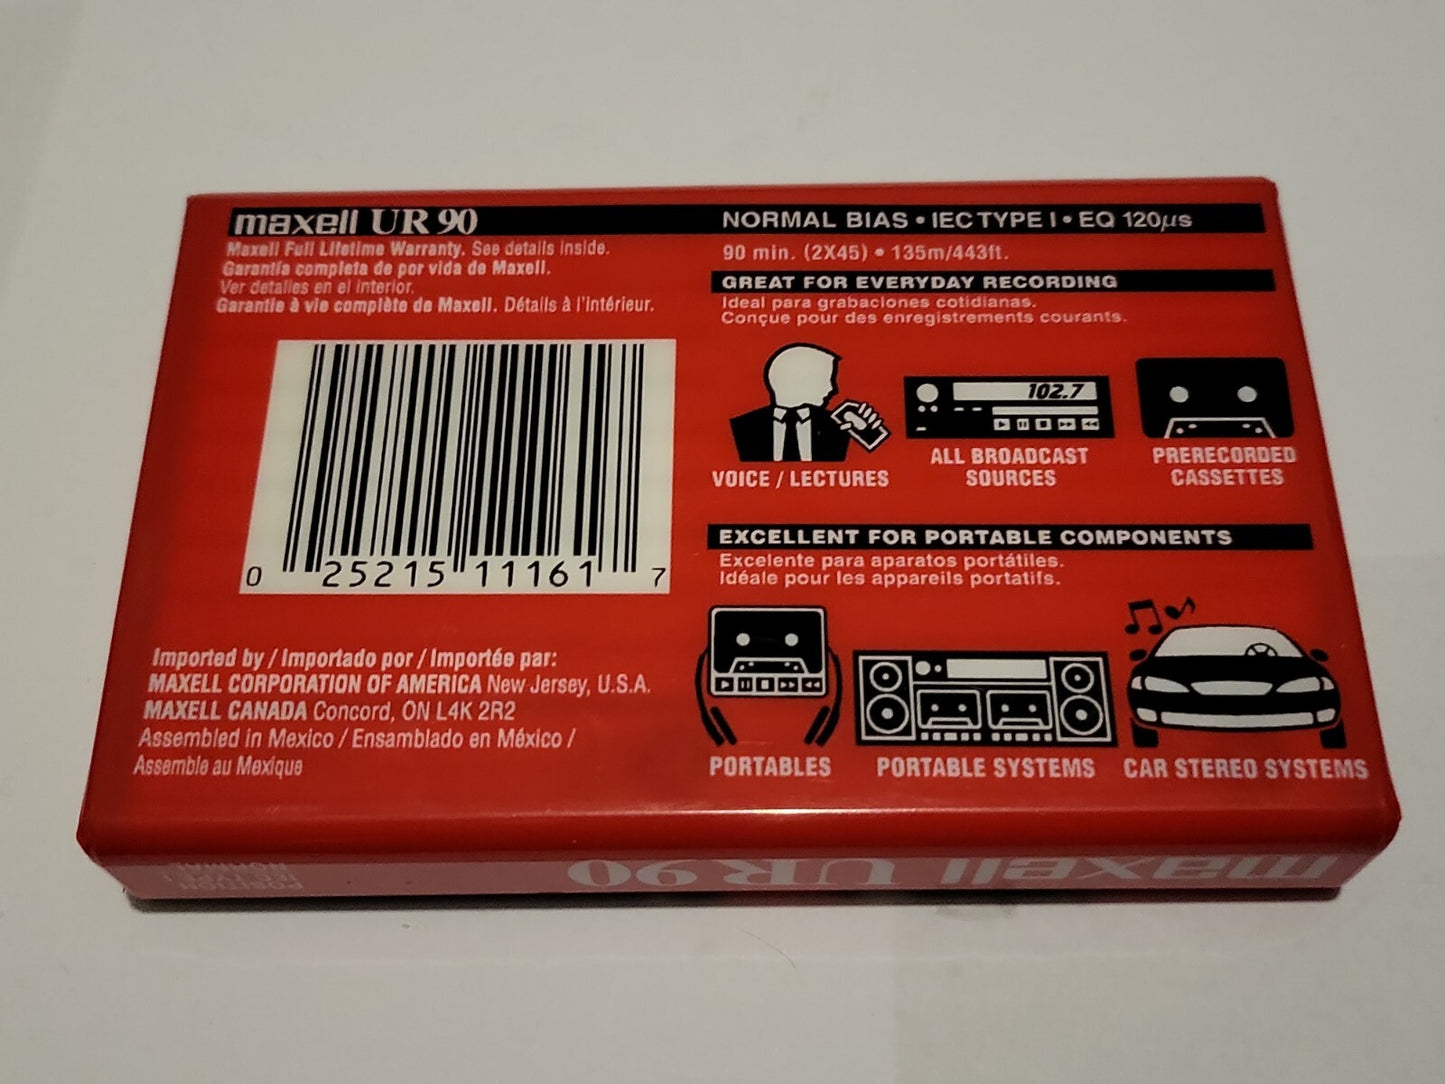 maxell UR 90
Maxell Full Lifetime Warranty. See details inside.
Garantía completa de por vida de Maxell.
Ver detalles en el interior.
Garantie à vie complète de Maxell. Détails à l'intérieur.
0 25215 11161 7
Imported by / Importado por / Importée par:
MAXELL CORPORATION OF AMERICA New Jersey, U.S.A.
MAXELL CANADA Concord, ON L4K 2R2
Assembled in Mexico / Ensamblado en México /
Assemble au Mexique
NORMAL BIAS • IEC TYPE I • EQ 120µs
90 min. (2X45) • 135m/443ft.
GREAT FOR EVERYDAY RECORDING
Ideal para grabaciones cotidianas.
Conçue pour des enregistrements courants.
102.7
VOICE / LECTURES
ALL BROADCAST
SOURCES
PRERECORDED
CASSETTES
EXCELLENT FOR PORTABLE COMPONENTS
Excelente para aparatos portátiles.
Idéale pour les appareils portatifs.
PORTABLES
PORTABLE SYSTEMS
CAR STEREO SYSTEMS
maxell UR 90
POSITION
IEC TYPE I
NORMAL